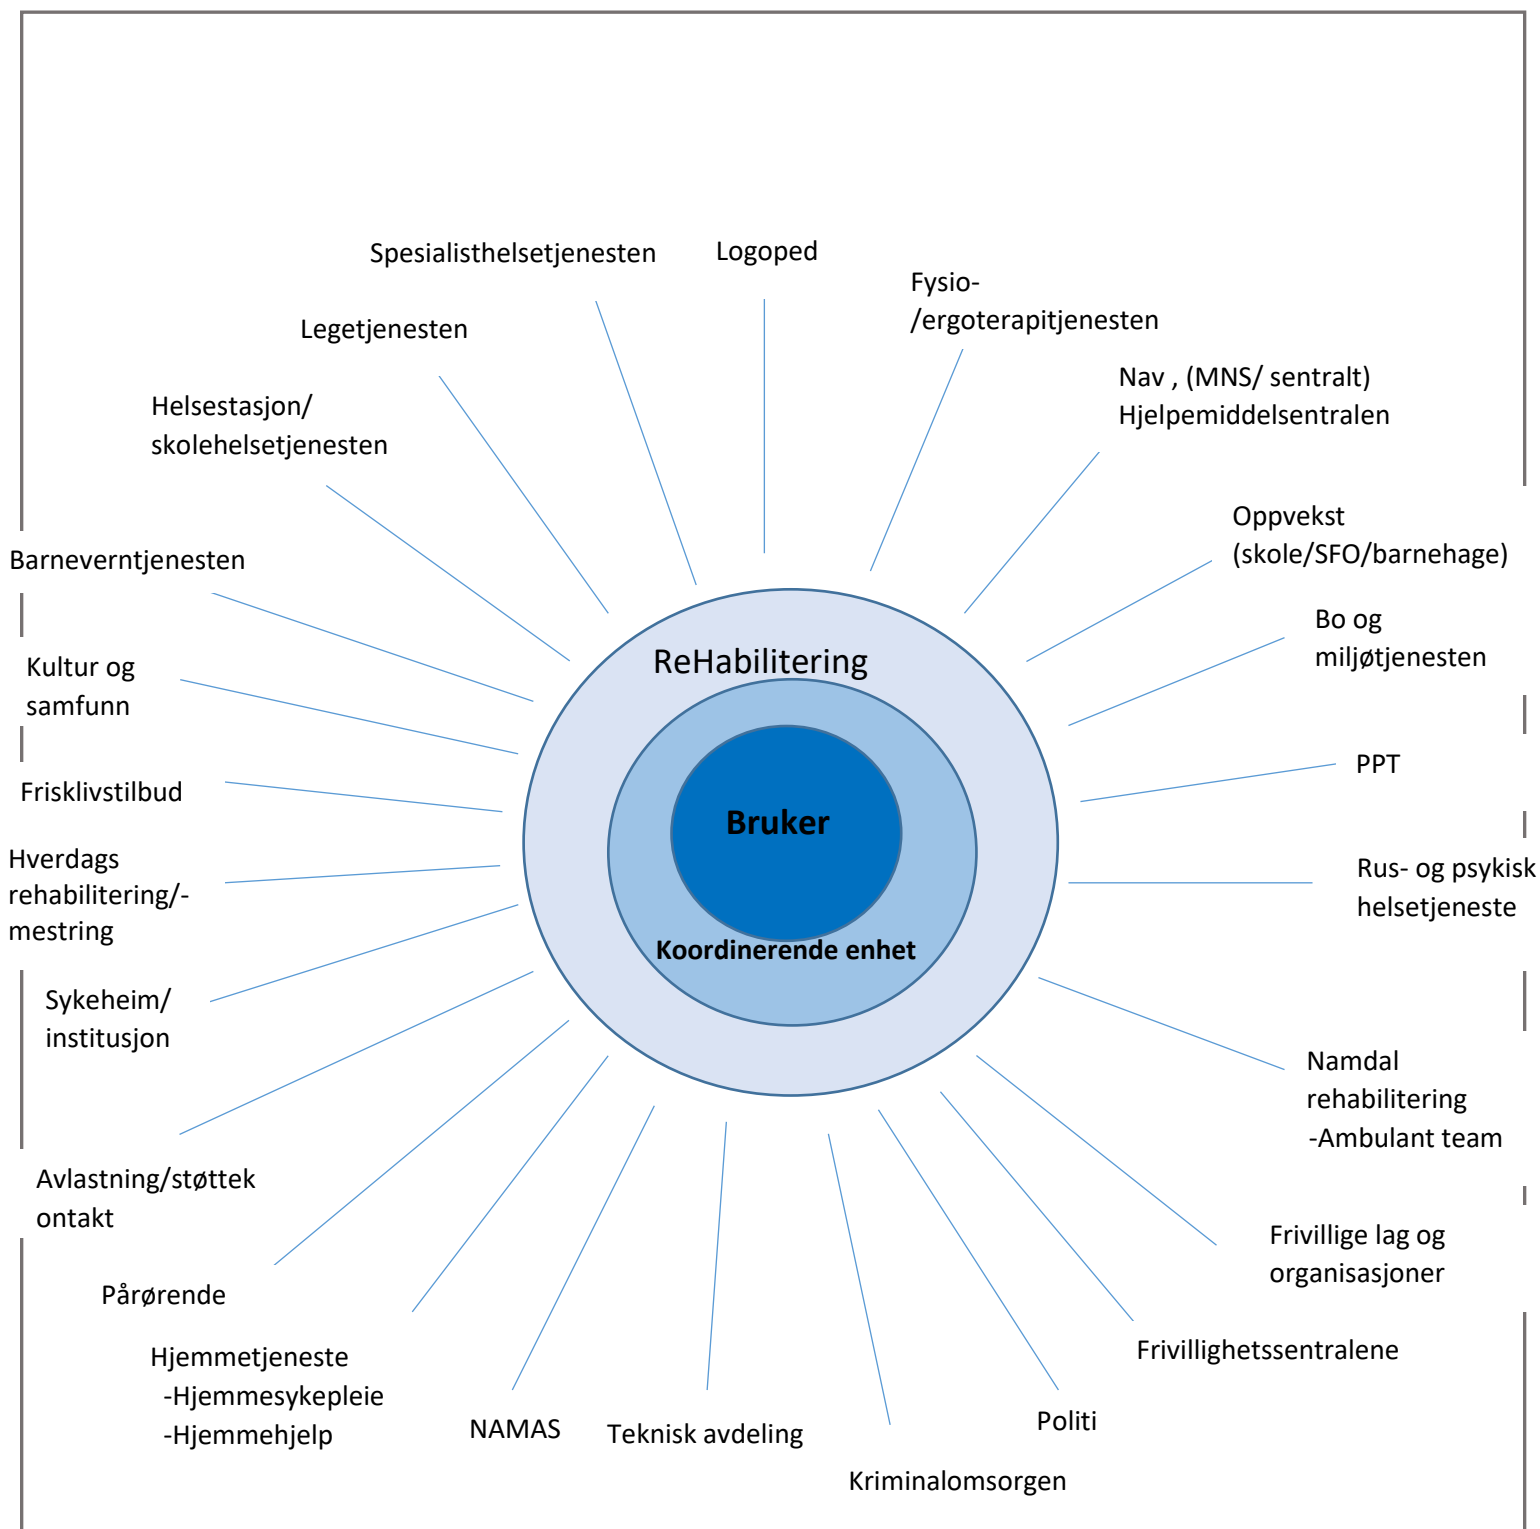 Spesialisthelsetjenesten
Logoped
Fysio-
/ergoterapitjenesten
Legetjenesten
Nav , (MNS/ sentralt)
Hjelpemiddelsentralen
Helsestasjon/
skolehelsetjenesten
Oppvekst
(skole/SFO/barnehage)
Barneverntjenesten
Bo og
miljøtjenesten
ReHabilitering
Kultur og
samfunn
PPT
Frisklivstilbud
Bruker
Hverdags
rehabilitering/-
mestring
Rus- og psykisk
helsetjeneste
Koordinerende enhet
Sykeheim/
institusjon
Namdal
rehabilitering
-Ambulant team
Avlastning/støttek
ontakt
Frivillige lag og
organisasjoner
Pårørende
Frivillighetssentralene
Hjemmetjeneste
-Hjemmesykepleie
-Hjemmehjelp
NAMAS
Teknisk avdeling
Politi
Kriminalomsorgen